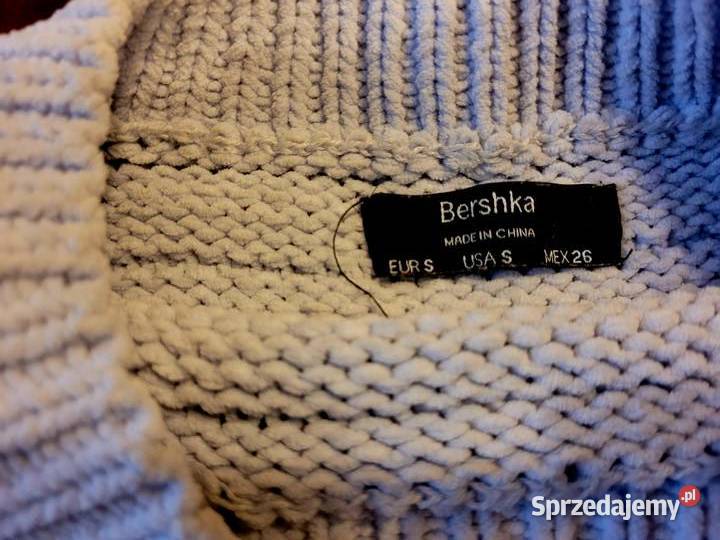 Bershka
MADE IN CHINA
EUR S USA S MEX 26
Sprzedajemy.pl